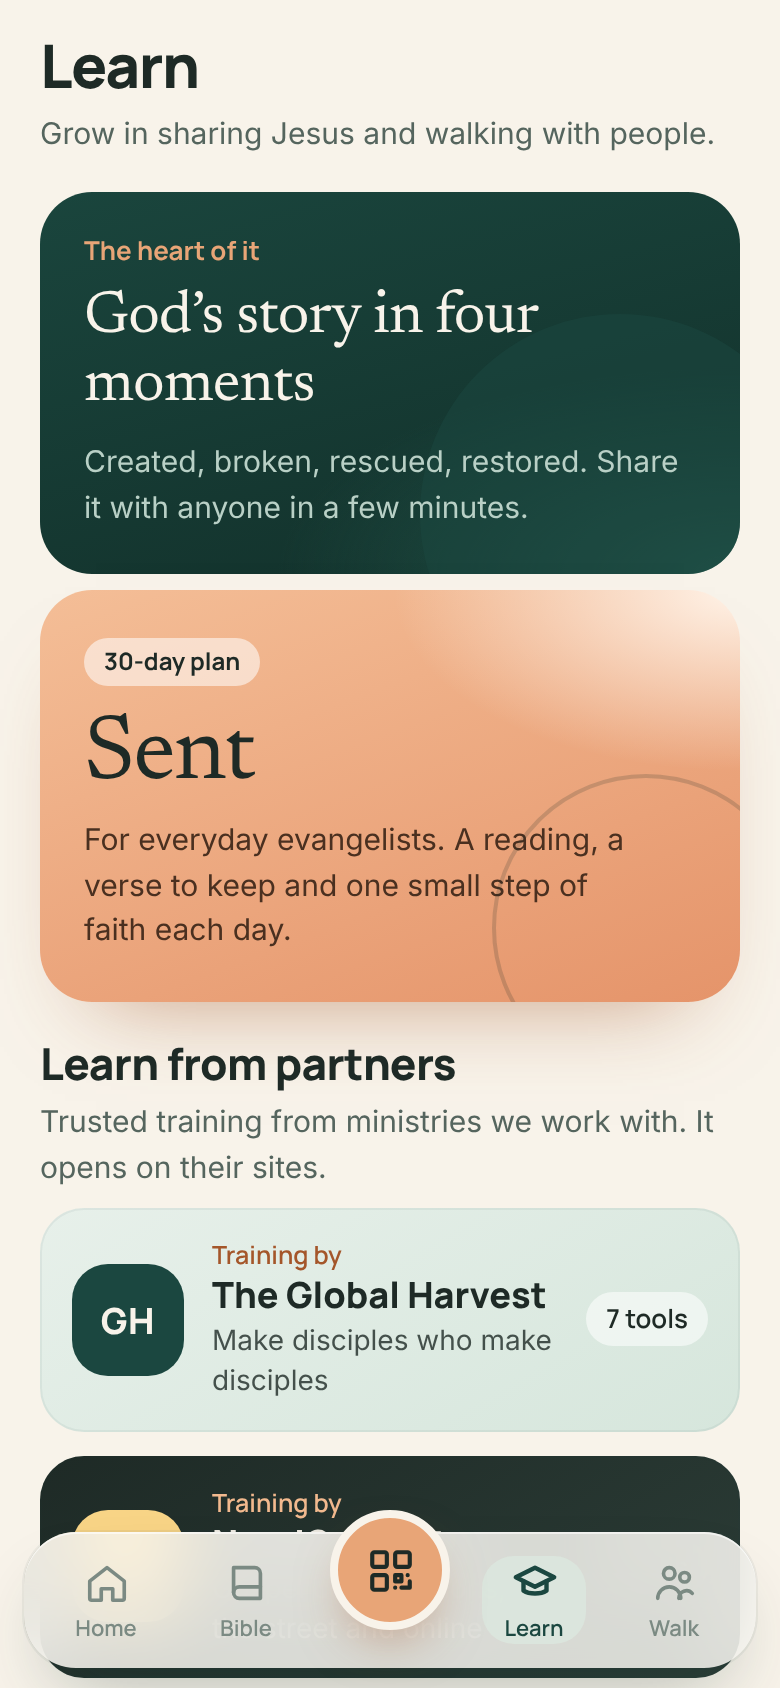 Learn
Grow in sharing Jesus and walking with people.
The heart of it
God’s story in four
moments
Created, broken, rescued, restored. Share
it with anyone in a few minutes.
30-day plan
Sent
For everyday evangelists. A reading, a
verse to keep and one small step of
faith each day.
Learn from partners
Trusted training from ministries we work with. It
opens on their sites.
Training by
GH
The Global Harvest
7 tools
Make disciples who make
disciples
Training by
street and online
Home
Bible
Learn
Walk